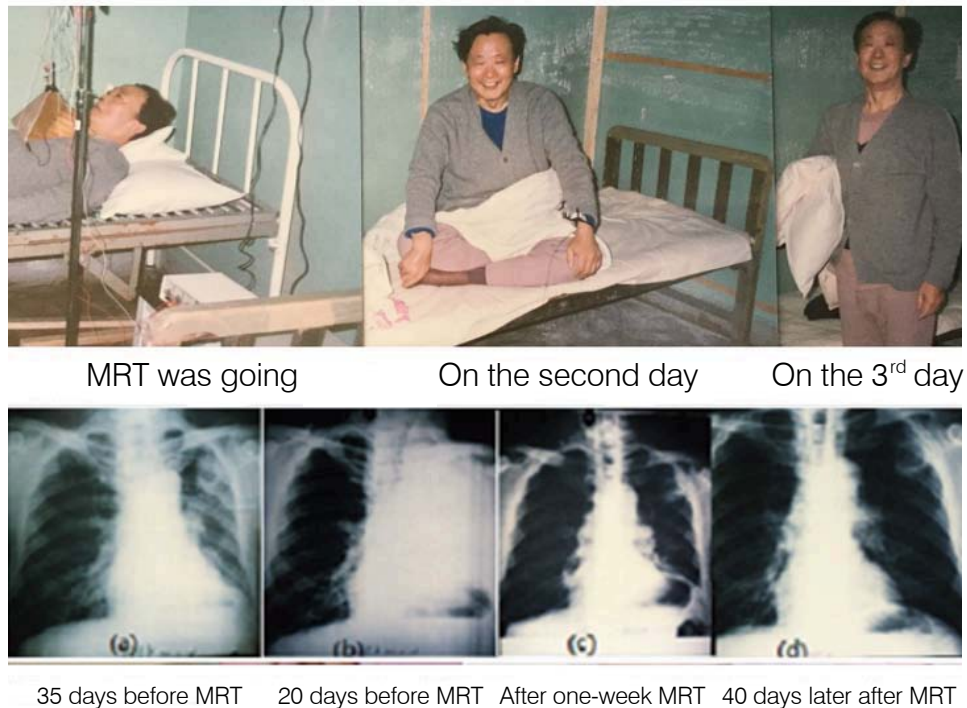 MRT was going On the second day On the 3rd day
(a) (b) (c) (d)
35 days before MRT 20 days before MRT After one-week MRT 40 days later after MRT